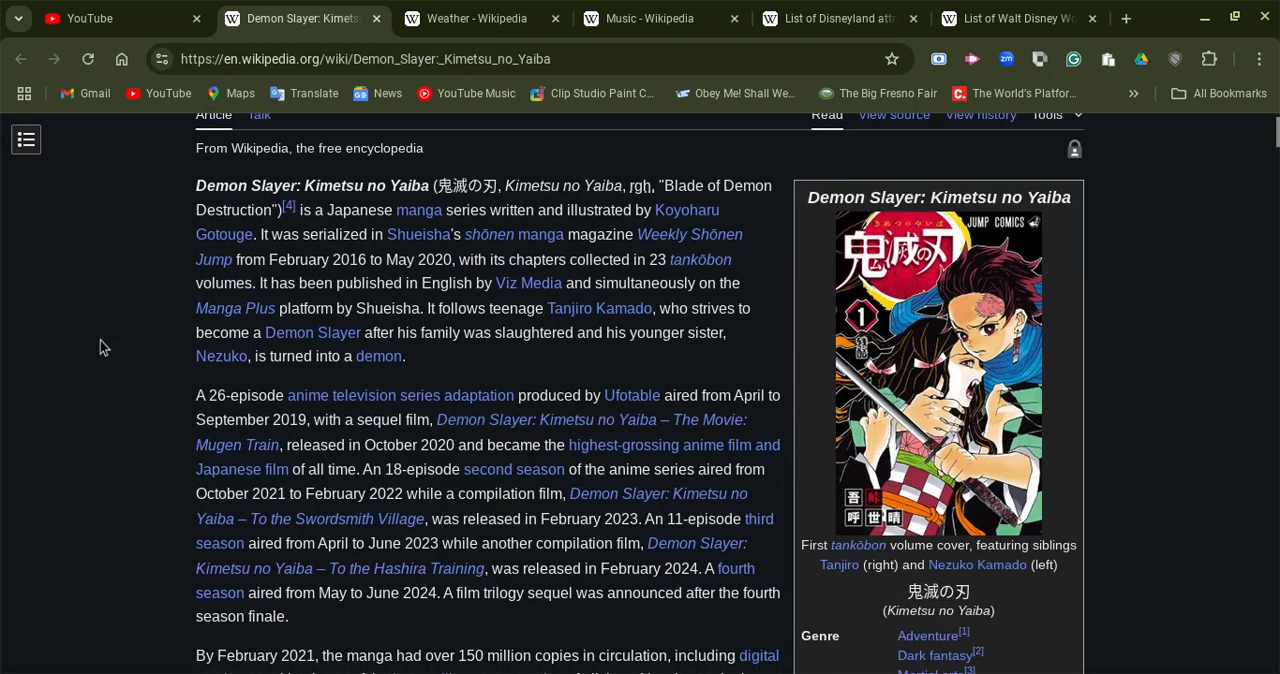 YouTube
Demon Slayer: Kimets
Weather - Wikipedia
Music - Wikipedia
List of Disneyland attr
List of Walt Disney Wo
https://en.wikipedia.org/wiki/Demon_Slayer:_Kimetsu_no_Yaiba
Gmail
YouTube
Maps
Translate
News
YouTube Music
Clip Studio Paint C...
Obey Me! Shall We...
The Big Fresno Fair
The World's Platfor...
All Bookmarks
Article Talk
Read View source View history Tools
From Wikipedia, the free encyclopedia
Demon Slayer: Kimetsu no Yaiba (鬼滅の刃, Kimetsu no Yaiba, rgh, "Blade of Demon
Destruction")[4] is a Japanese manga series written and illustrated by Koyoharu
Gotouge. It was serialized in Shueisha's shōnen manga magazine Weekly Shōnen
Jump from February 2016 to May 2020, with its chapters collected in 23 tankōbon
volumes. It has been published in English by Viz Media and simultaneously on the
Manga Plus platform by Shueisha. It follows teenage Tanjiro Kamado, who strives to
become a Demon Slayer after his family was slaughtered and his younger sister,
Nezuko, is turned into a demon.
A 26-episode anime television series adaptation produced by Ufotable aired from April to
September 2019, with a sequel film, Demon Slayer: Kimetsu no Yaiba – The Movie:
Mugen Train, released in October 2020 and became the highest-grossing anime film and
Japanese film of all time. An 18-episode second season of the anime series aired from
October 2021 to February 2022 while a compilation film, Demon Slayer: Kimetsu no
Yaiba – To the Swordsmith Village, was released in February 2023. An 11-episode third
season aired from April to June 2023 while another compilation film, Demon Slayer:
Kimetsu no Yaiba – To the Hashira Training, was released in February 2024. A fourth
season aired from May to June 2024. A film trilogy sequel was announced after the fourth
season finale.
By February 2021, the manga had over 150 million copies in circulation, including digital
Demon Slayer: Kimetsu no Yaiba
きめつのやいば
JUMP COMICS
鬼滅の刃
1
吾峠
呼世晴
First tankōbon volume cover, featuring siblings
Tanjiro (right) and Nezuko Kamado (left)
鬼滅の刃
(Kimetsu no Yaiba)
Genre
Adventure[1]
Dark fantasy[2]
Martial arts[3]